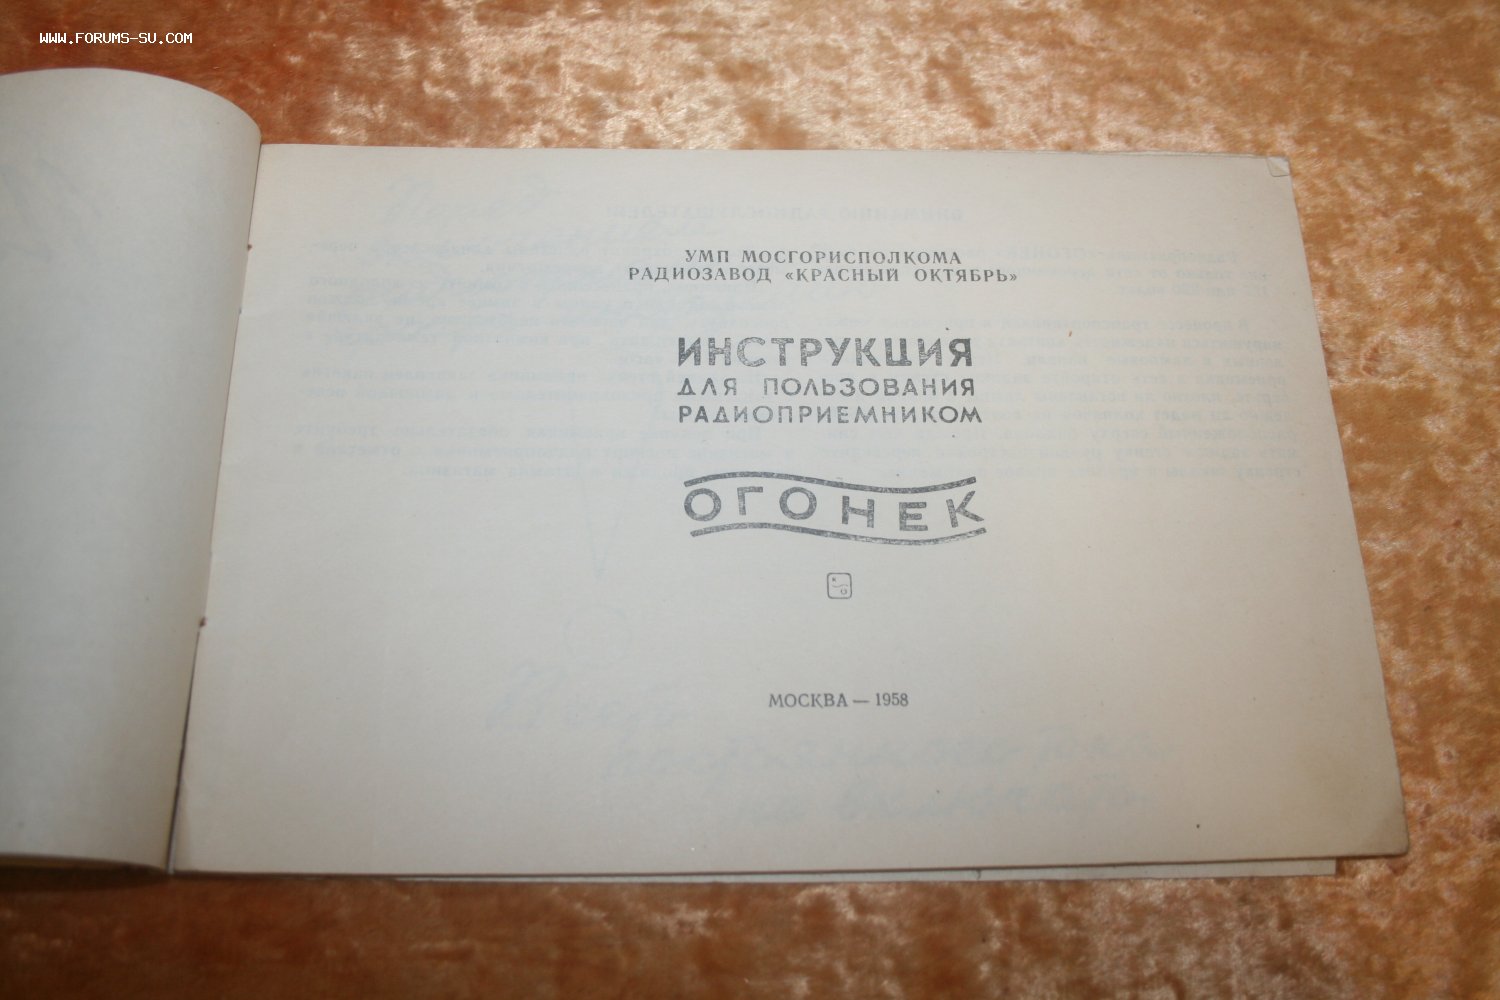 WWW.FORUMS-SU.COM
УМП МОСГОРИСПОЛКОМА
РАДИОЗАВОД «КРАСНЫЙ ОКТЯБРЬ»
ИНСТРУКЦИЯ
ДЛЯ ПОЛЬЗОВАНИЯ
РАДИОПРИЕМНИКОМ
ОГОНЕК
МОСКВА — 1958